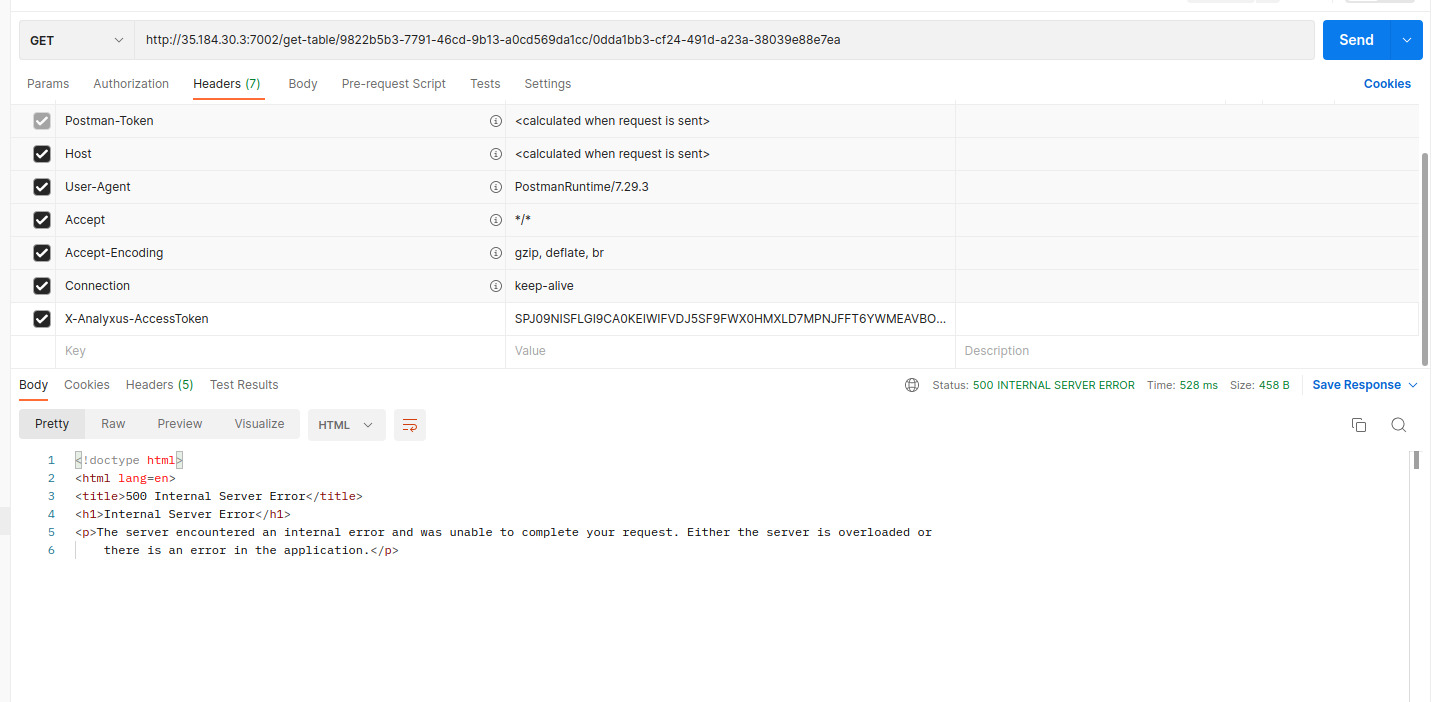 GET http://35.184.30.3:7002/get-table/9822b5b3-7791-46cd-9b13-a0cd569da1cc/0dda1bb3-cf24-491d-a23a-38039e88e7ea Send
Params Authorization Headers (7) Body Pre-request Script Tests Settings Cookies
Postman-Token <calculated when request is sent>
Host <calculated when request is sent>
User-Agent PostmanRuntime/7.29.3
Accept */*
Accept-Encoding gzip, deflate, br
Connection keep-alive
X-Analyxus-AccessToken SPJ09NISFLGI9CA0KEIWIFVDJ5SF9FWX0HMXLD7MPNJFFT6YWMEAVBO...
Key Value Description
Body Cookies Headers (5) Test Results Status: 500 INTERNAL SERVER ERROR Time: 528 ms Size: 458 B Save Response
Pretty Raw Preview Visualize HTML
1 <!doctype html>
2 <html lang=en>
3 <title>500 Internal Server Error</title>
4 <h1>Internal Server Error</h1>
5 <p>The server encountered an internal error and was unable to complete your request. Either the server is overloaded or
6 there is an error in the application.</p>